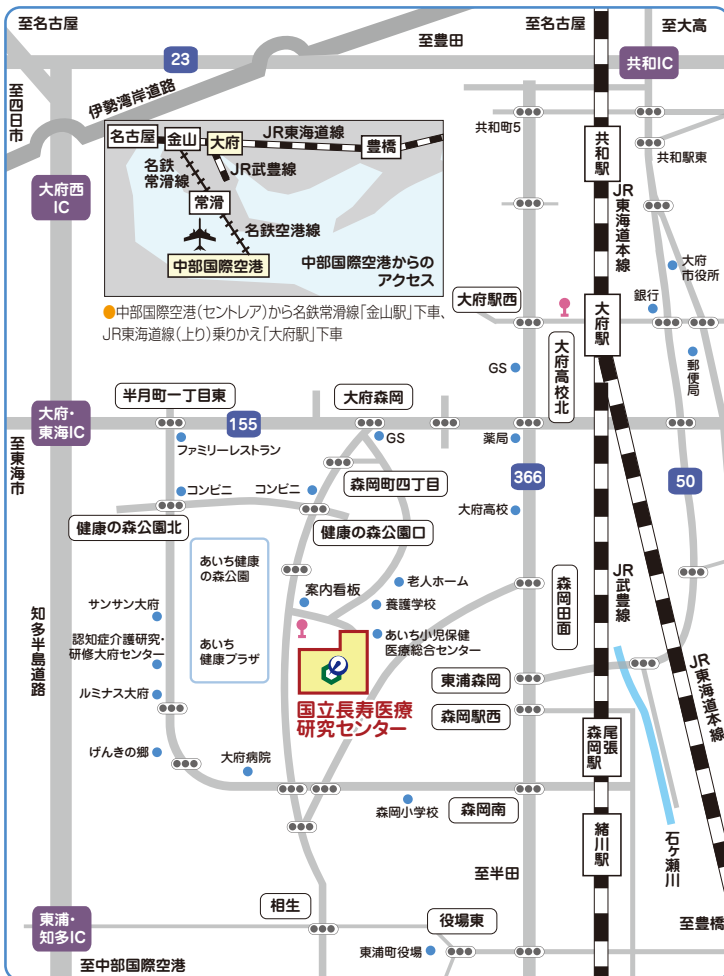 至名古屋
至名古屋
至大高
至豊田
23
共和IC
至四日市
伊勢湾岸道路
共和町5
名古屋
金山
大府
JR東海道線
豊橋
名鉄
常滑線
JR武豊線
常滑
名鉄空港線
中部国際空港
中部国際空港からの
アクセス
共和駅
共和駅東
大府西
IC
JR東海道本線
大府
市役所
大府駅西
銀行
大府駅
●中部国際空港(セントレア)から名鉄常滑線「金山駅」下車、
JR東海道線(上り)乗りかえ「大府駅」下車
大府高校北
郵便局
GS
半月町一丁目東
大府森岡
大府・
東海IC
155
GS
薬局
至東海市
ファミリーレストラン
森岡町四丁目
366
50
コンビニ
コンビニ
大府高校
健康の森公園北
健康の森公園口
JR武豊線
あいち健康
の森公園
老人ホーム
森岡田面
案内看板
養護学校
サンサン大府
知多半島道路
あいち
健康プラザ
あいち小児保健
医療総合センター
認知症介護研究・
研修大府センター
JR東海道本線
東浦森岡
ルミナス大府
国立長寿医療
研究センター
森岡駅西
尾張
森岡駅
げんきの郷
大府病院
森岡小学校
森岡南
緒川駅
石ヶ瀬川
至半田
相生
役場東
東浦・
知多IC
至豊橋
東浦町役場
至中部国際空港